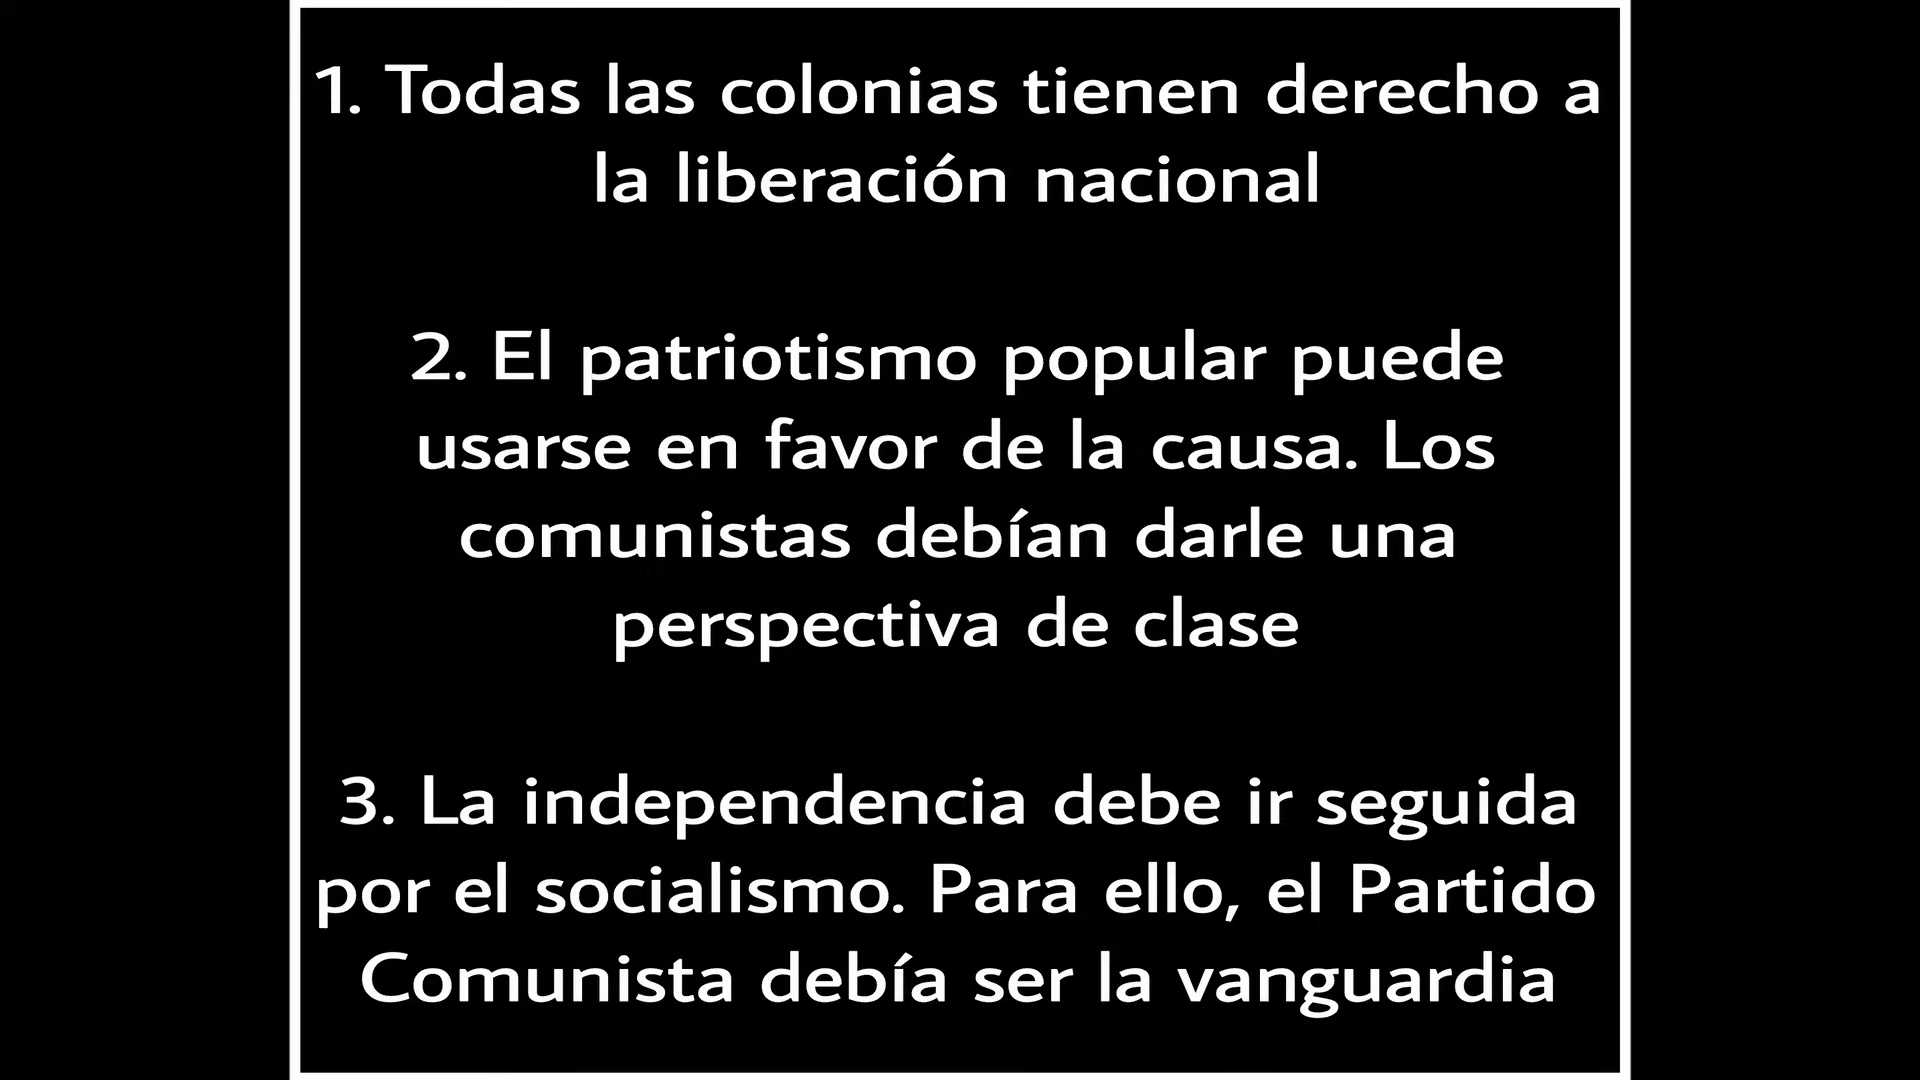 1. Todas las colonias tienen derecho a
la liberación nacional
2. El patriotismo popular puede
usarse en favor de la causa. Los
comunistas debían darle una
perspectiva de clase
3. La independencia debe ir seguida
por el socialismo. Para ello, el Partido
Comunista debía ser la vanguardia